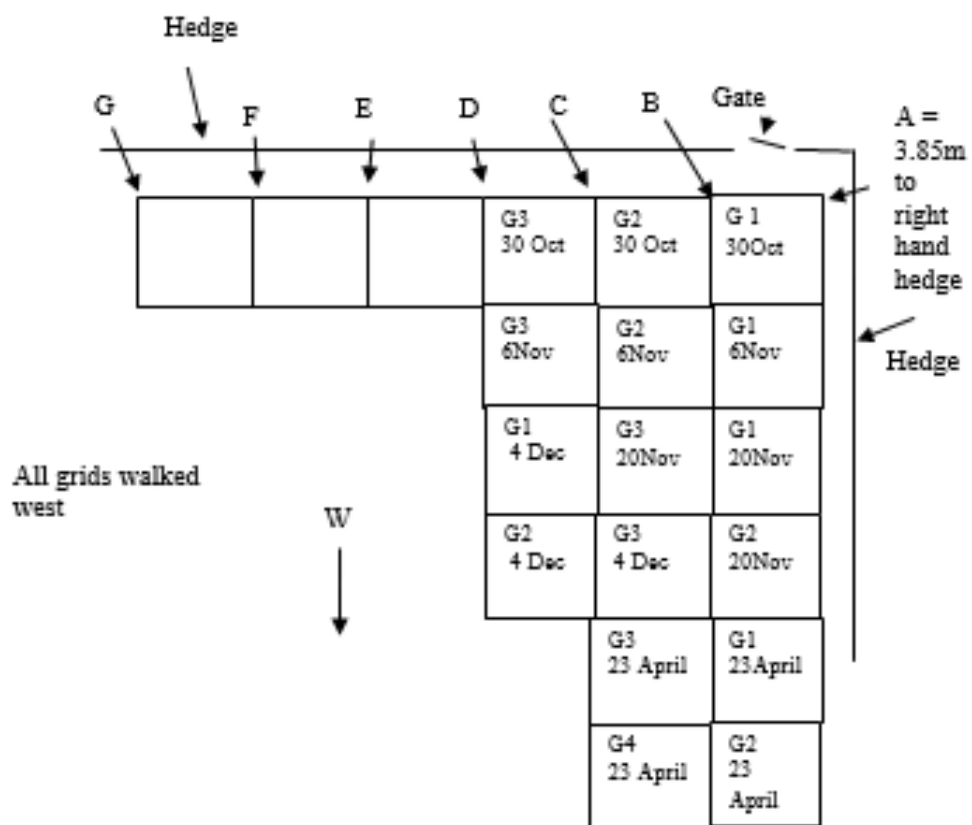 Hedge
G
F
E
D
C
B
Gate
A =
3.85m
to
right
hand
hedge
G3
30 Oct
G2
30 Oct
G 1
30Oct
G3
6Nov
G2
6Nov
G1
6Nov
Hedge
G1
4 Dec
G3
20Nov
G1
20Nov
All grids walked
west
W
G2
4 Dec
G3
4 Dec
G2
20Nov
G3
23 April
G1
23April
G4
23 April
G2
23
April